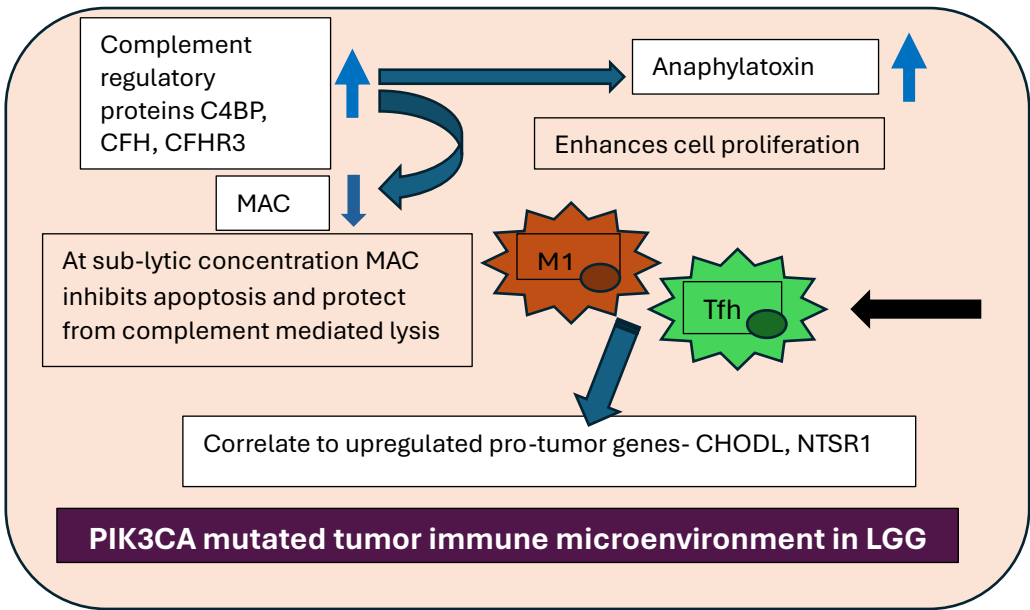 Complement
regulatory
proteins C4BP,
CFH, CFHR3
Anaphylatoxin
Enhances cell proliferation
MAC
At sub-lytic concentration MAC
inhibits apoptosis and protect
from complement mediated lysis
M1
Tfh
Correlate to upregulated pro-tumor genes- CHODL, NTSR1
PIK3CA mutated tumor immune microenvironment in LGG